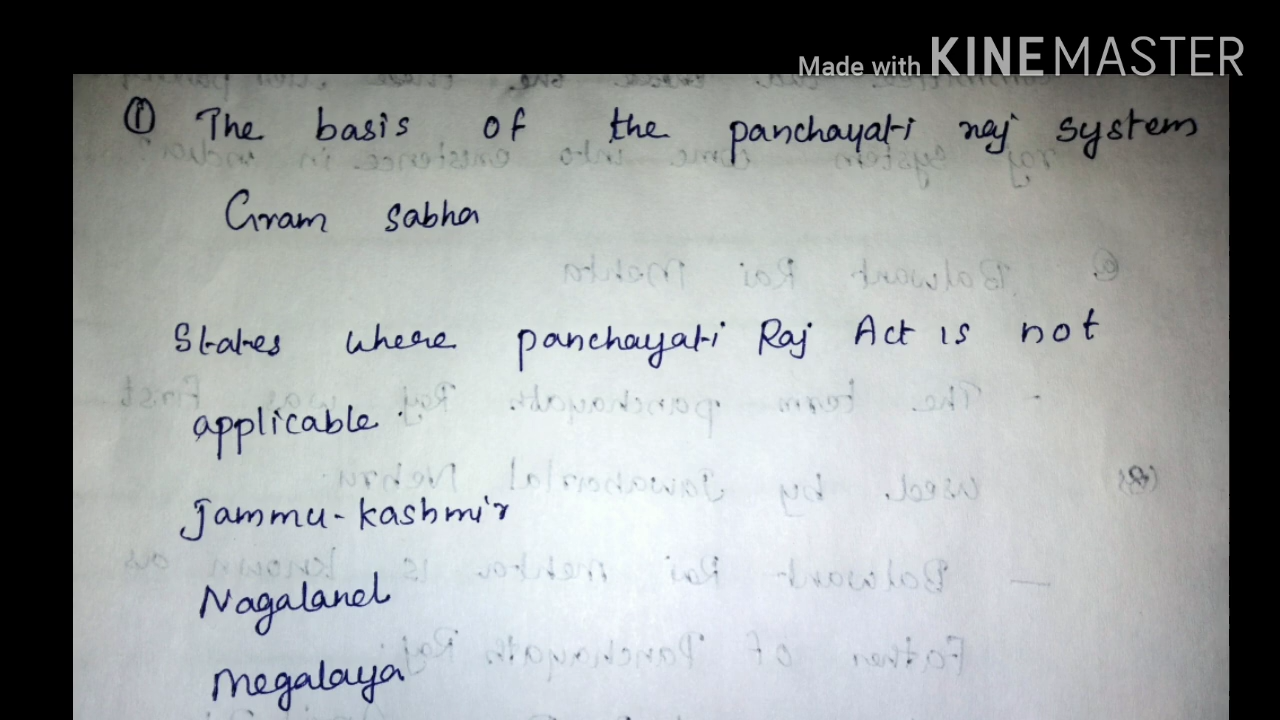 Made with KINEMASTER
① The basis of the panchayati raj system
Gram sabha
States where panchayati Raj Act is not
applicable.
Jammu-kashmir
Nagaland
Megalaya